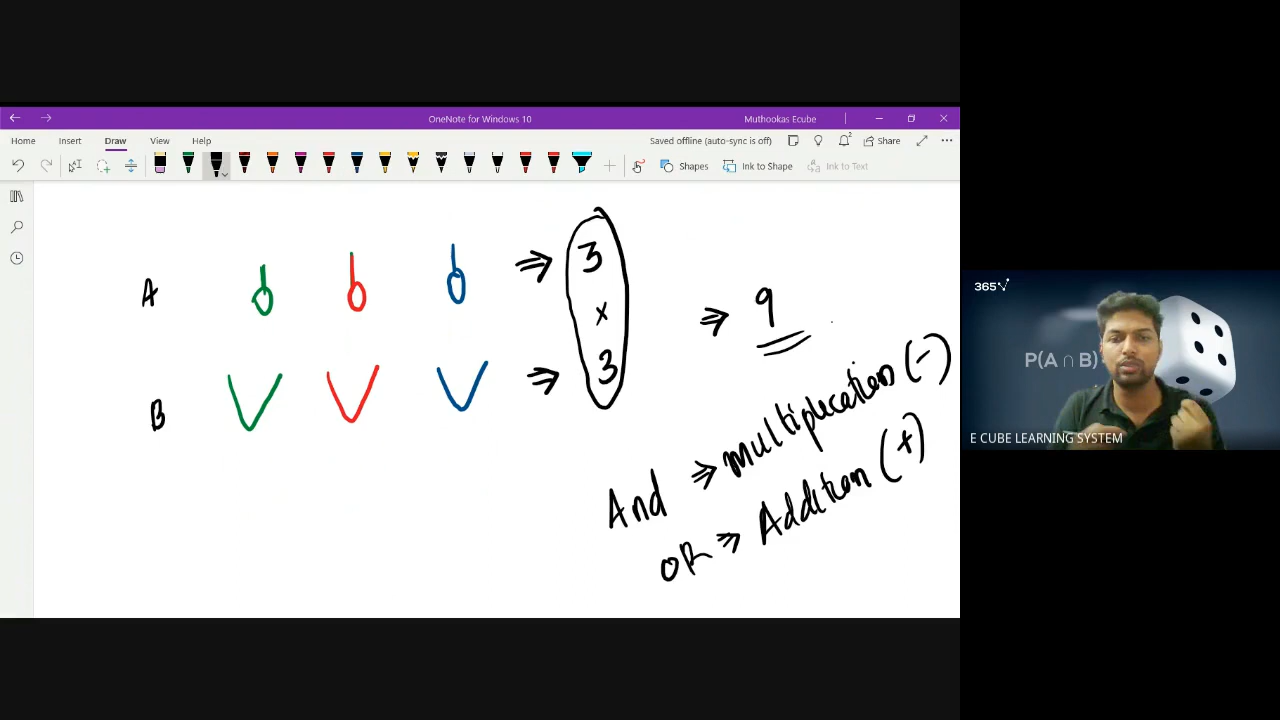 OneNote for Windows 10
Muthookas Ecube
Home Insert Draw View Help
Saved offline (auto-sync is off)
Share
Shapes
Ink to Shape
Ink to Text
A
⇒ 3
x
⇒ 9
B
⇒ 3
And ⇒ multiplication (-)
OR ⇒ Addition (+)
365
P(A ∩ B)
E CUBE LEARNING SYSTEM